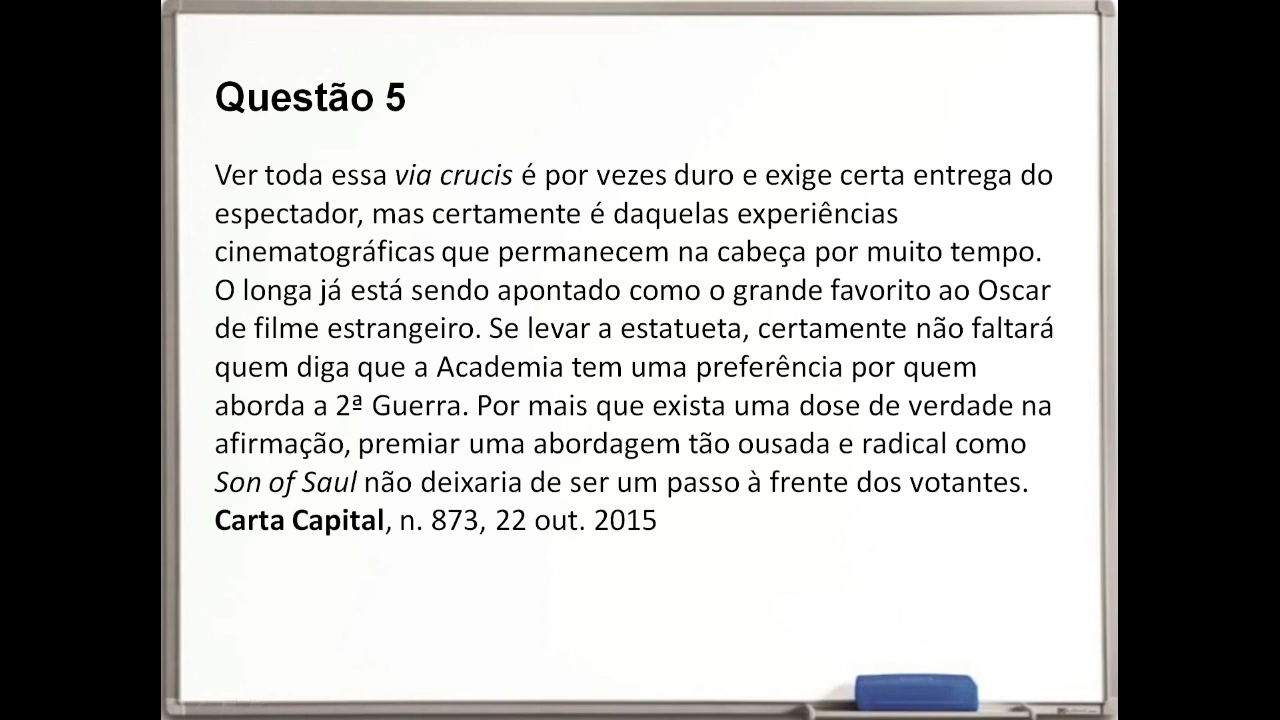 Questão 5
Ver toda essa via crucis é por vezes duro e exige certa entrega do
espectador, mas certamente é daquelas experiências
cinematográficas que permanecem na cabeça por muito tempo.
O longa já está sendo apontado como o grande favorito ao Oscar
de filme estrangeiro. Se levar a estatueta, certamente não faltará
quem diga que a Academia tem uma preferência por quem
aborda a 2ª Guerra. Por mais que exista uma dose de verdade na
afirmação, premiar uma abordagem tão ousada e radical como
Son of Saul não deixaria de ser um passo à frente dos votantes.
Carta Capital, n. 873, 22 out. 2015